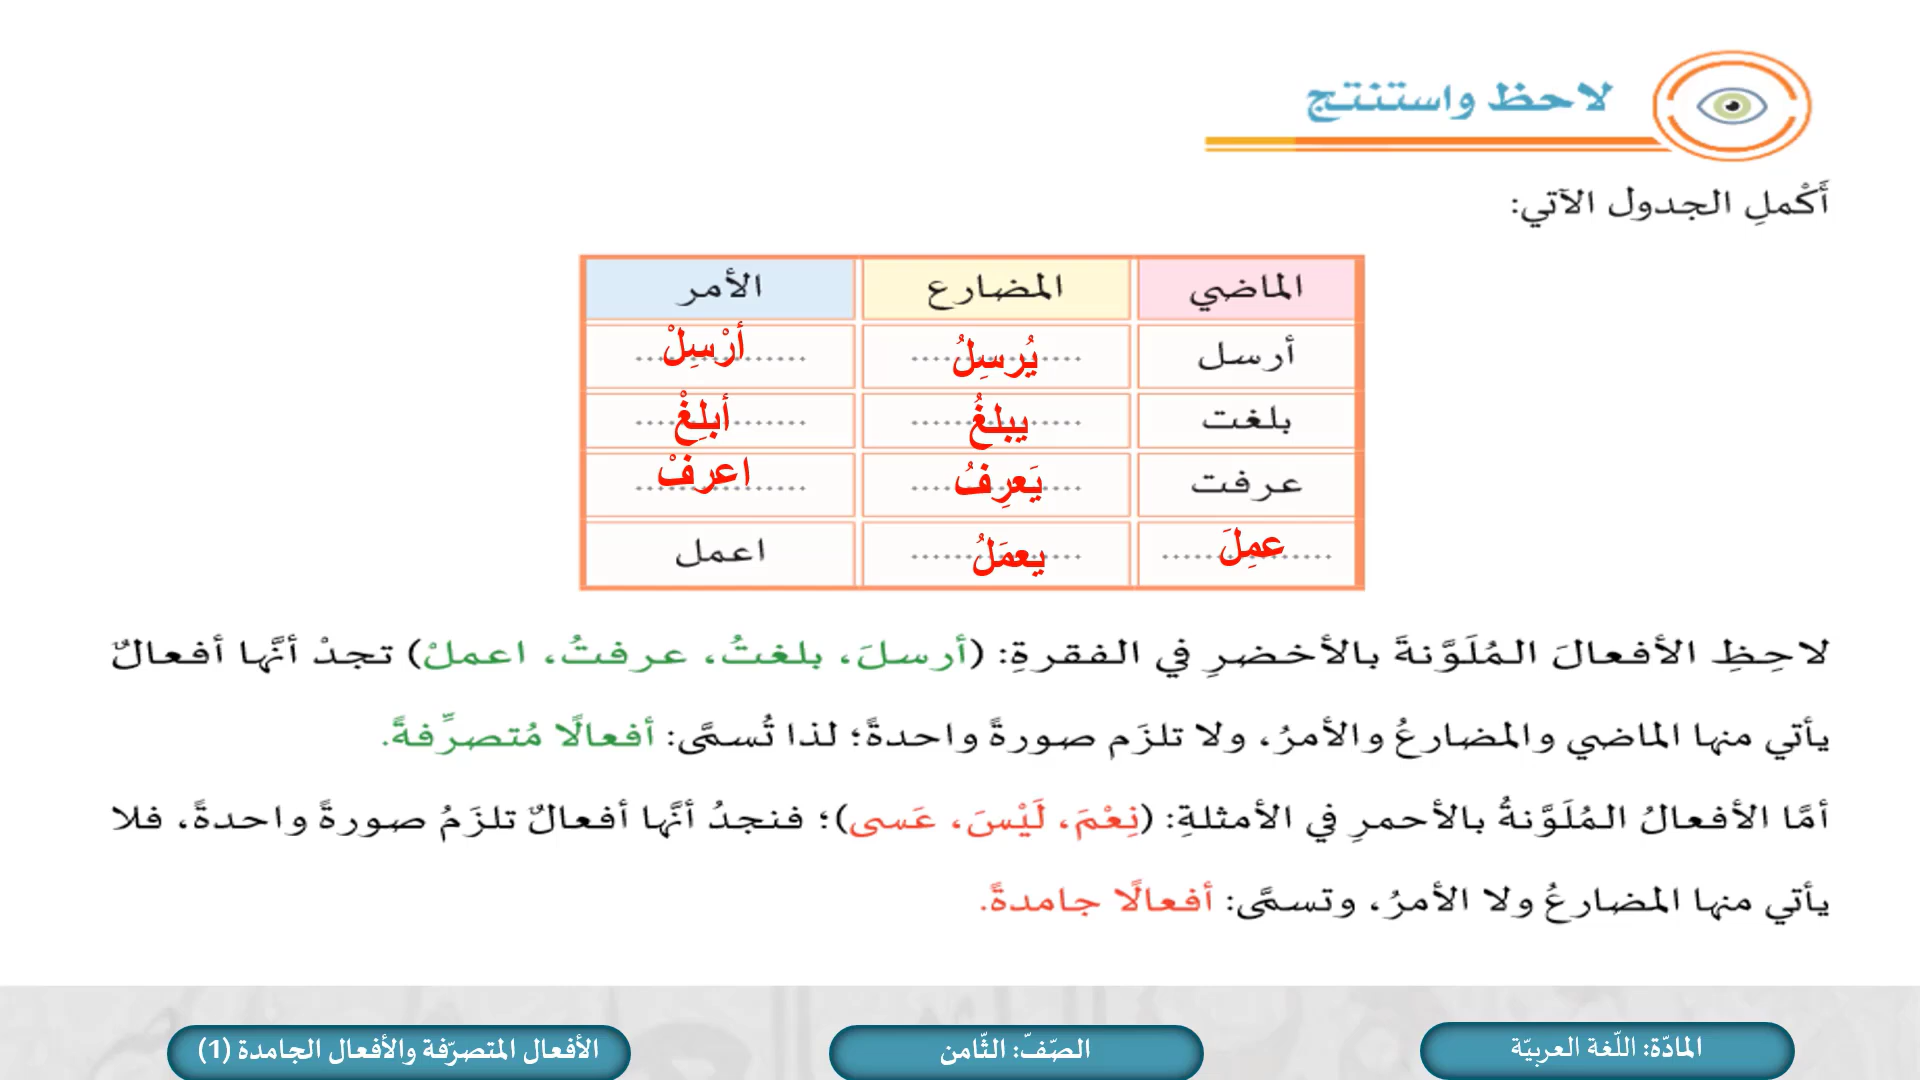 لاحظ واستنتج
أَكْملِ الجدول الآتي:
الماضي المضارع الأمر
أرسل يُرسِلُ أرْسِلْ
بلغت يبلغُ أبلِغْ
عرفت يَعرِفُ اعرفْ
عمِلَ يعمَلُ اعمل
لاحِظِ الأفعالَ المُلَوَّنةَ بالأخضرِ في الفقرةِ: (أرسلَ، بلغتُ، عرفتُ، اعملْ) تجدْ أنَّها أفعالٌ
يأتي منها الماضي والمضارعُ والأمرُ، ولا تلزَم صورةً واحدةً؛ لذا تُسمَّى: أفعالًا مُتصرِّفةً.
أمَّا الأفعالُ المُلَوَّنةُ بالأحمرِ في الأمثلةِ: (نِعْمَ، لَيْسَ، عَسى)؛ فنجدُ أنَّها أفعالٌ تلزَمُ صورةً واحدةً، فلا
يأتي منها المضارعُ ولا الأمرُ، وتسمَّى: أفعالًا جامدةً.
المادّة: اللّغة العربيّة
الصّفّ: الثّامن
الأفعال المتصرّفة والأفعال الجامدة (1)